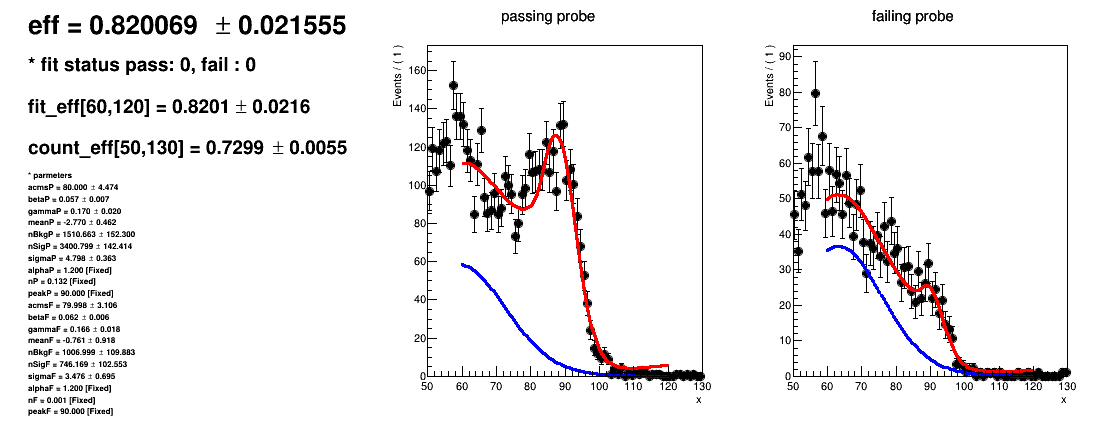 eff = 0.820069 ± 0.021555
* fit status pass: 0, fail : 0
fit_eff[60,120] = 0.8201 ± 0.0216
count_eff[50,130] = 0.7299 ± 0.0055
* parmeters
acmsP = 80.000 ± 4.474
betaP = 0.057 ± 0.007
gammaP = 0.170 ± 0.020
meanP = -2.770 ± 0.462
nBkgP = 1510.663 ± 152.300
nSigP = 3400.799 ± 142.414
sigmaP = 4.798 ± 0.363
alphaP = 1.200 [Fixed]
nP = 0.132 [Fixed]
peakP = 90.000 [Fixed]
acmsF = 79.998 ± 3.106
betaF = 0.062 ± 0.006
gammaF = 0.166 ± 0.018
meanF = -0.761 ± 0.918
nBkgF = 1006.999 ± 109.883
nSigF = 746.169 ± 102.553
sigmaF = 3.476 ± 0.695
alphaF = 1.200 [Fixed]
nF = 0.001 [Fixed]
peakF = 90.000 [Fixed]
passing probe
Events / ( 1 )
160
140
120
100
80
60
40
20
0
50 60 70 80 90 100 110 120 130
x
failing probe
Events / ( 1 )
90
80
70
60
50
40
30
20
10
0
50 60 70 80 90 100 110 120 130
x